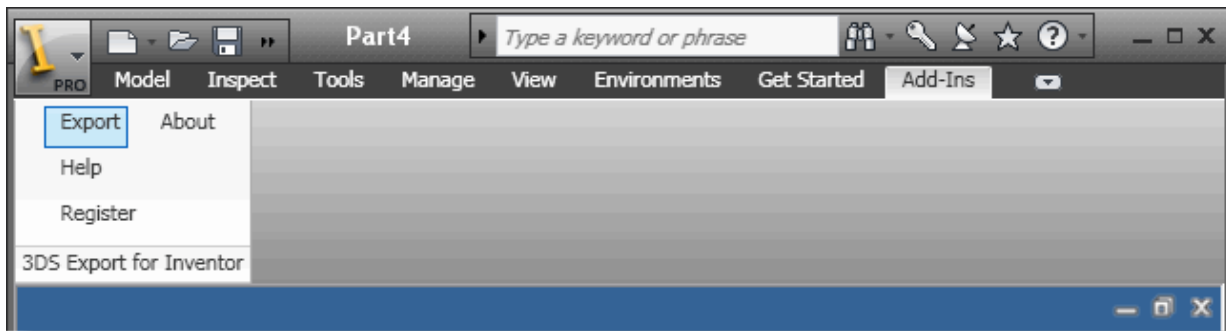 Part4 Type a keyword or phrase
PRO Model Inspect Tools Manage View Environments Get Started Add-Ins
Export About
Help
Register
3DS Export for Inventor